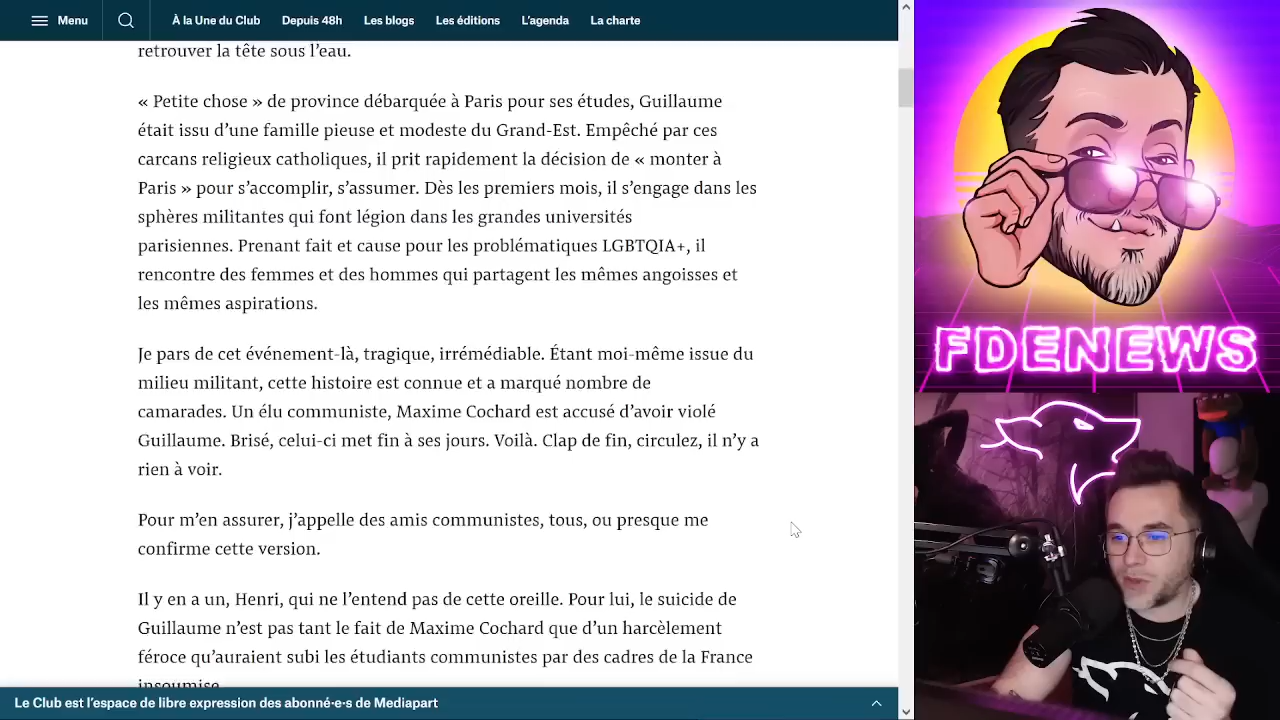 Menu
À la Une du Club
Depuis 48h
Les blogs
Les éditions
L'agenda
La charte
retrouver la tête sous l’eau.
« Petite chose » de province débarquée à Paris pour ses études, Guillaume
était issu d’une famille pieuse et modeste du Grand-Est. Empêché par ces
carcans religieux catholiques, il prit rapidement la décision de « monter à
Paris » pour s’accomplir, s’assumer. Dès les premiers mois, il s’engage dans les
sphères militantes qui font légion dans les grandes universités
parisiennes. Prenant fait et cause pour les problématiques LGBTQIA+, il
rencontre des femmes et des hommes qui partagent les mêmes angoisses et
les mêmes aspirations.
Je pars de cet événement-là, tragique, irrémédiable. Étant moi-même issue du
milieu militant, cette histoire est connue et a marqué nombre de
camarades. Un élu communiste, Maxime Cochard est accusé d’avoir violé
Guillaume. Brisé, celui-ci met fin à ses jours. Voilà. Clap de fin, circulez, il n’y a
rien à voir.
Pour m’en assurer, j’appelle des amis communistes, tous, ou presque me
confirme cette version.
Il y en a un, Henri, qui ne l’entend pas de cette oreille. Pour lui, le suicide de
Guillaume n’est pas tant le fait de Maxime Cochard que d’un harcèlement
féroce qu’auraient subi les étudiants communistes par des cadres de la France
insoumise.
Le Club est l’espace de libre expression des abonné·e·s de Mediapart
FDENEWS